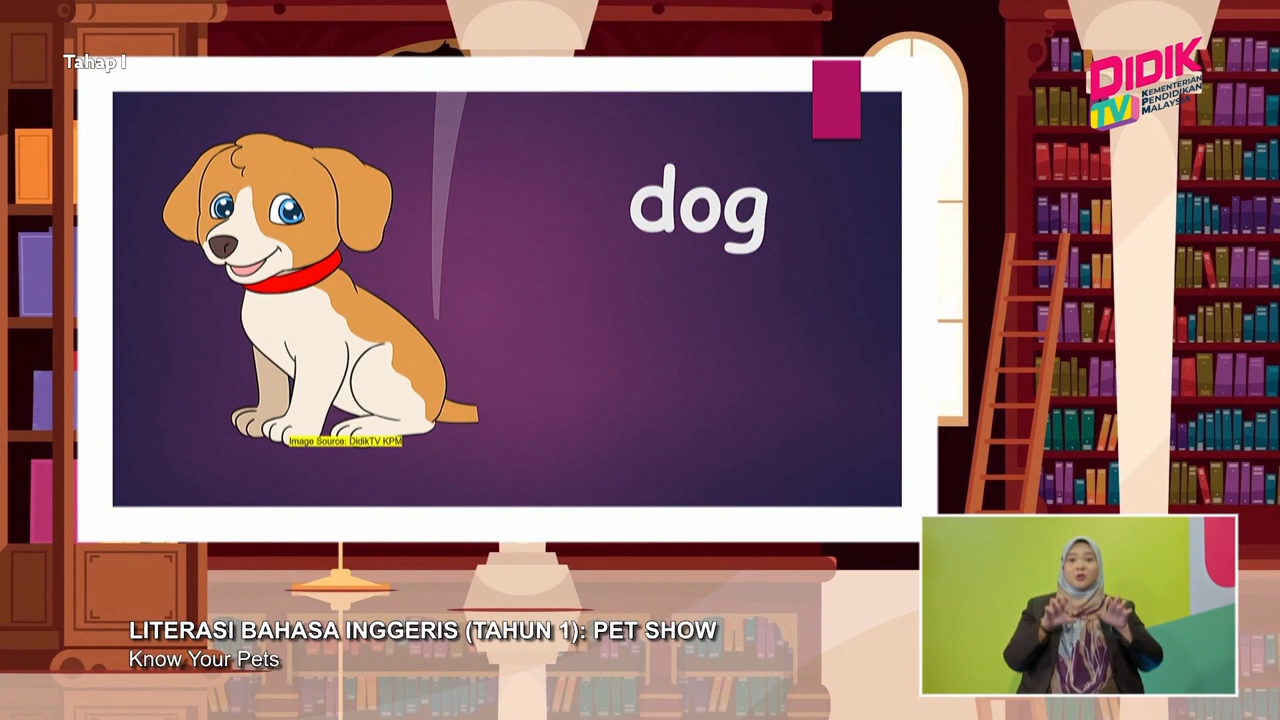 Tahap 1
DIDIK
TV
KEMENTERIAN
PENDIDIKAN
MALAYSIA
dog
Image Source: DidikTV KPM
LITERASI BAHASA INGGERIS (TAHUN 1): PET SHOW
Know Your Pets